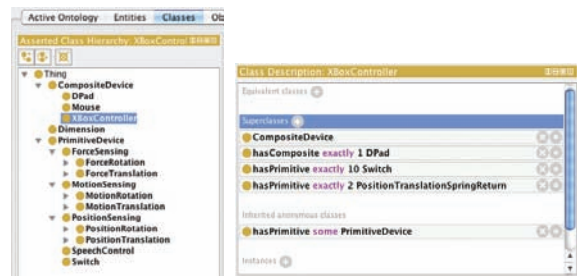 Active Ontology Entities Classes Ob
Asserted Class Hierarchy: XBoxControl
Thing
CompositeDevice
DPad
Mouse
XBoxController
Dimension
PrimitiveDevice
ForceSensing
ForceRotation
ForceTranslation
MotionSensing
MotionRotation
MotionTranslation
PositionSensing
PositionRotation
PositionTranslation
SpeechControl
Switch
Class Description: XBoxController
Equivalent classes
Superclasses
CompositeDevice
hasComposite exactly 1 DPad
hasPrimitive exactly 10 Switch
hasPrimitive exactly 2 PositionTranslationSpringReturn
Inherited anonymous classes
hasPrimitive some PrimitiveDevice
Instances